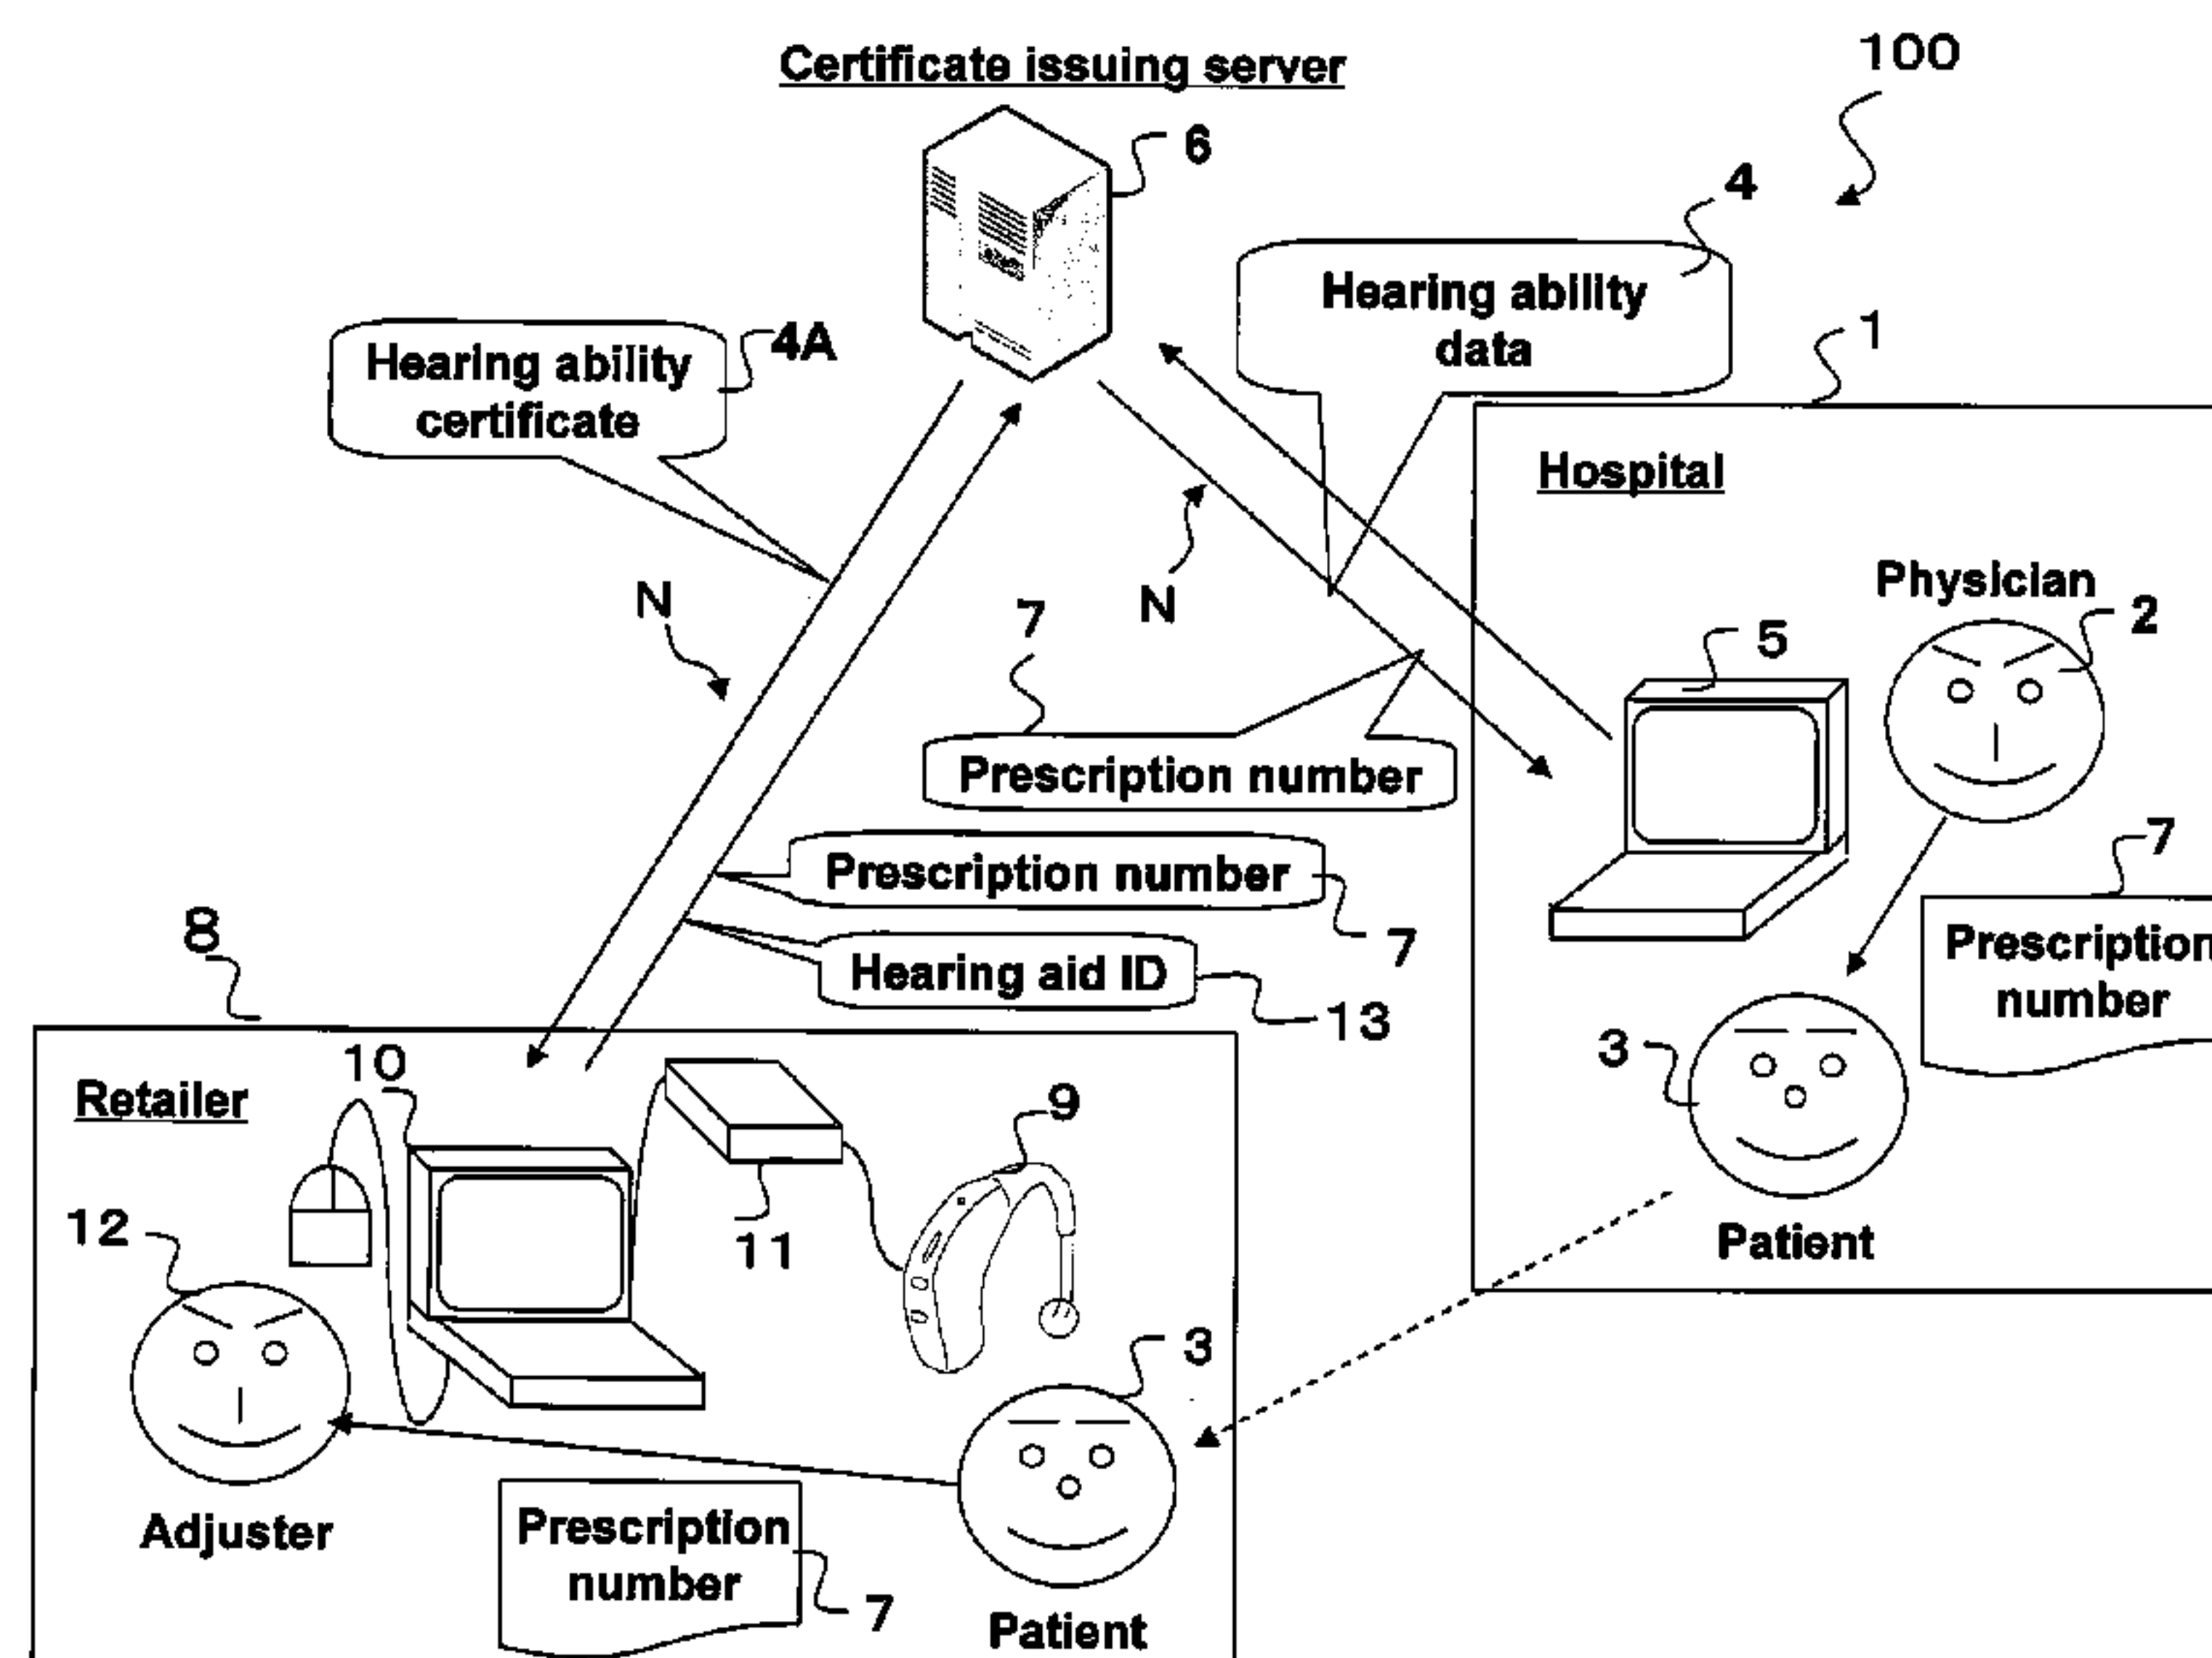 Certificate issuing server
100
6
4
Hearing ability
data
1
4A
Hearing ability
certificate
Hospital
N
N
Physician
2
5
7
Prescription number
7
Prescription
number
Prescription number
7
Hearing aid ID
13
8
3
Patient
Retailer
10
9
11
12
3
Adjuster
Prescription
number
7
Patient